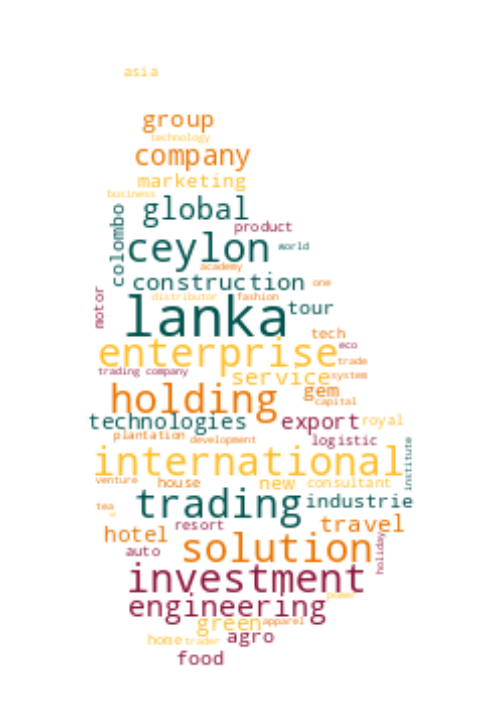 asia
group
technology
company
marketing
business
global
colombo
product
ceylon
world
academy
construction
one
distributor fashion
motor
lanka
tour
tech
enterprise
eco
trade
trading company
service
system
holding
gem
capital
technologies
export
royal
plantation
development
logistic
institute
international
venture
house
new
consultant
trading
industrie
tea
resort
travel
hotel
auto
solution
holiday
investment
power
engineering
green
apparel
agro
home
trader
food